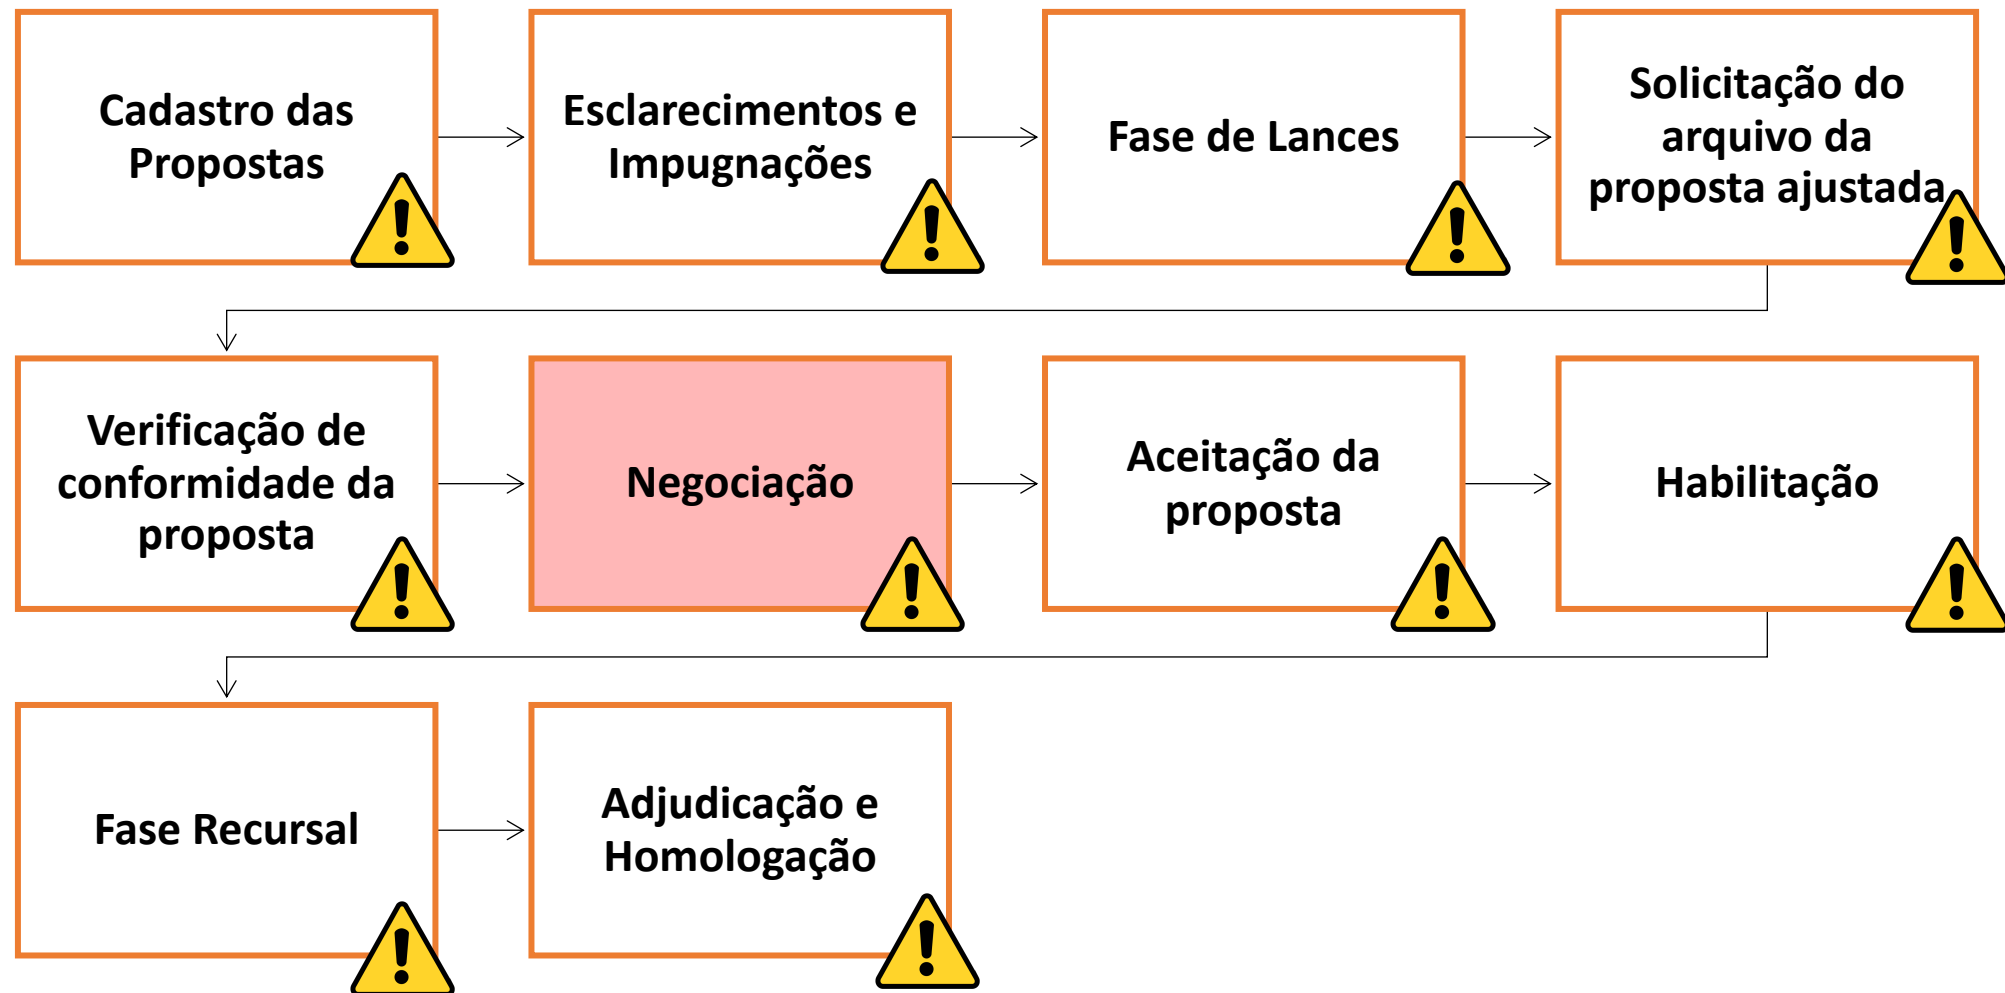 Cadastro das
Propostas
Esclarecimentos e
Impugnações
Fase de Lances
Solicitação do
arquivo da
proposta ajustada
Verificação de
conformidade da
proposta
Negociação
Aceitação da
proposta
Habilitação
Fase Recursal
Adjudicação e
Homologação